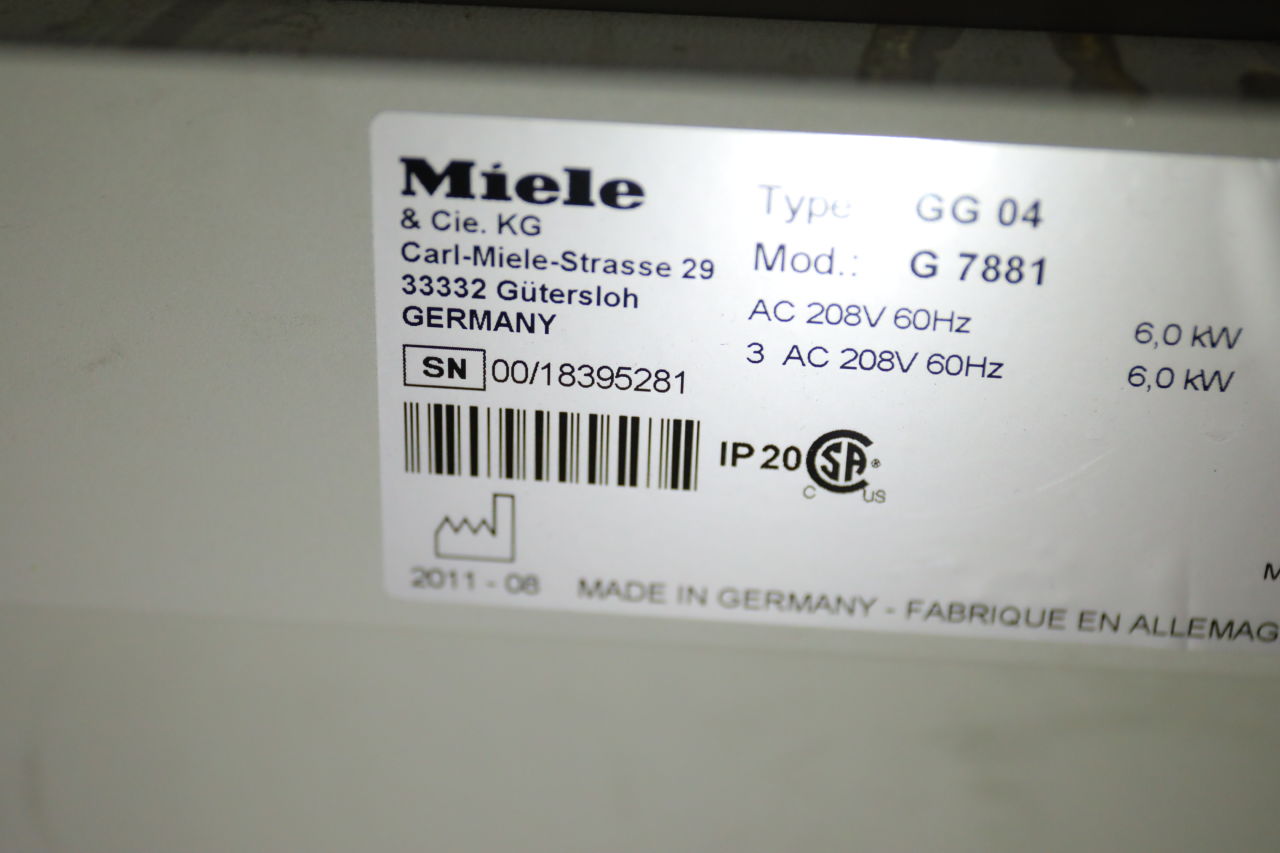 Miele
& Cie. KG
Carl-Miele-Strasse 29
33332 Gütersloh
GERMANY
SN 00/18395281
Type GG 04
Mod.: G 7881
AC 208V 60Hz 6,0 kW
3 AC 208V 60Hz 6,0 kW
IP 20 CSA ®
C US
2011 - 08 MADE IN GERMANY - FABRIQUE EN ALLEMAG
M